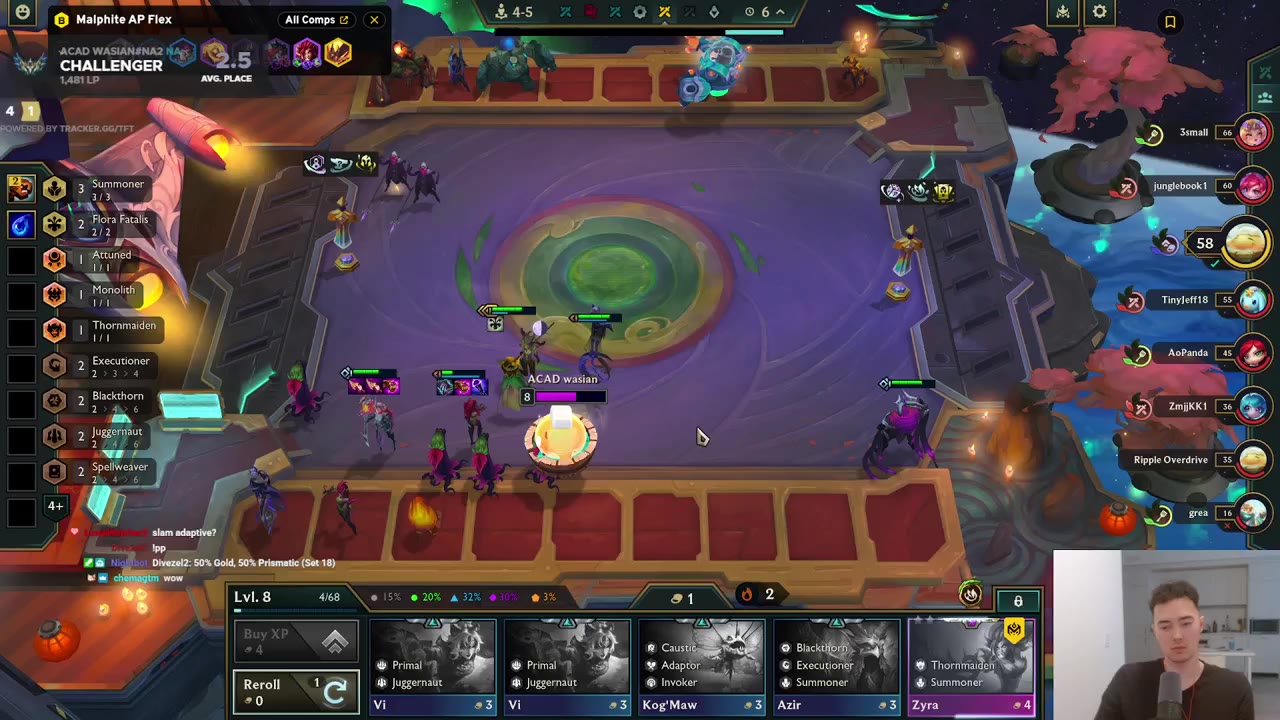 Malphite AP Flex
All Comps
ACAD WASIAN#NA2 NA
CHALLENGER
1,481 LP
2.5
AVG. PLACE
4 1
POWERED BY TRACKER.GG/TFT
4-5
6
3 Summoner
3 / 3
2 Flora Fatalis
2 / 2
1 Attuned
1 / 1
1 Monolith
1 / 1
1 Thornmaiden
1 / 1
2 Executioner
2 > 3 > 4
2 Blackthorn
2 > 4 > 6
2 Juggernaut
2 > 4 > 6
2 Spellweaver
2 > 4 > 6
4+
slam adaptive?
!pp
Divezel2: 50% Gold, 50% Prismatic (Set 18)
chemagtm wow
ACAD wasian
8
3small 66
junglebook1 60
58
TinyJeff18 55
AoPanda 45
ZmjjKK1 36
Ripple Overdrive 35
grea 16
Lvl. 8
4/68
15% 20% 32% 30% 3%
1
2
Buy XP
4
Reroll 1
0
Primal
Juggernaut
Vi 3
Primal
Juggernaut
Vi 3
Caustic
Adaptor
Invoker
Kog'Maw 3
Blackthorn
Executioner
Summoner
Azir 3
Thornmaiden
Summoner
Zyra 4